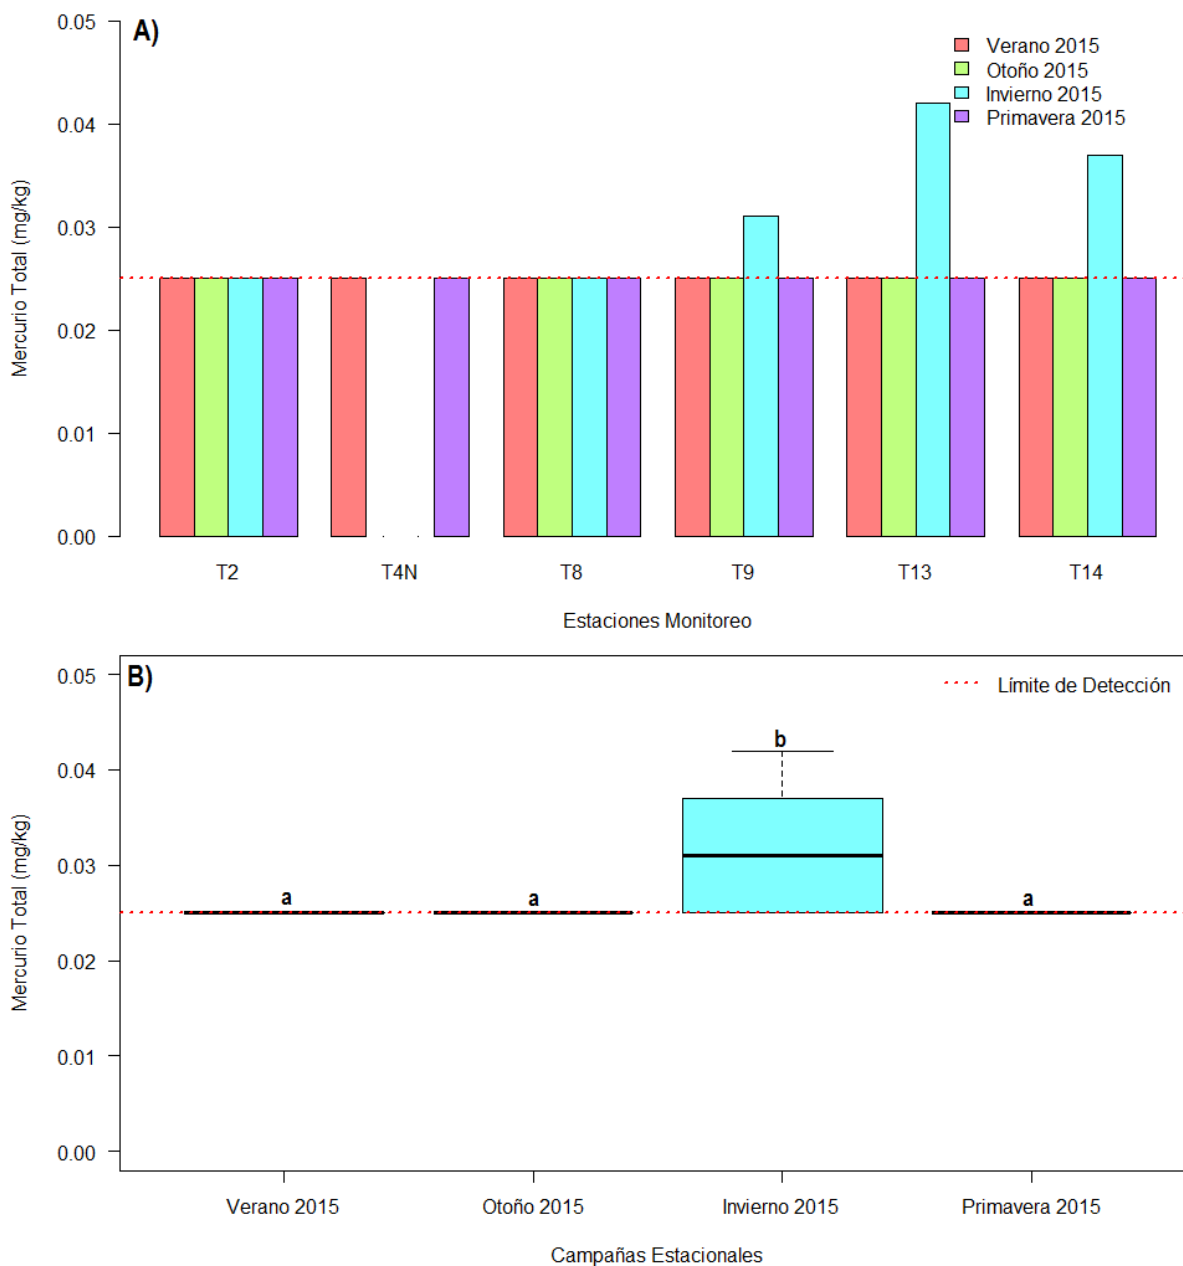 A)
Verano 2015
Otoño 2015
Invierno 2015
Primavera 2015
Mercurio Total (mg/kg)
0.05
0.04
0.03
0.02
0.01
0.00
T2 T4N T8 T9 T13 T14
Estaciones Monitoreo
B)
Límite de Detección
Mercurio Total (mg/kg)
0.05
0.04
0.03
0.02
0.01
0.00
a a b a
Verano 2015 Otoño 2015 Invierno 2015 Primavera 2015
Campañas Estacionales